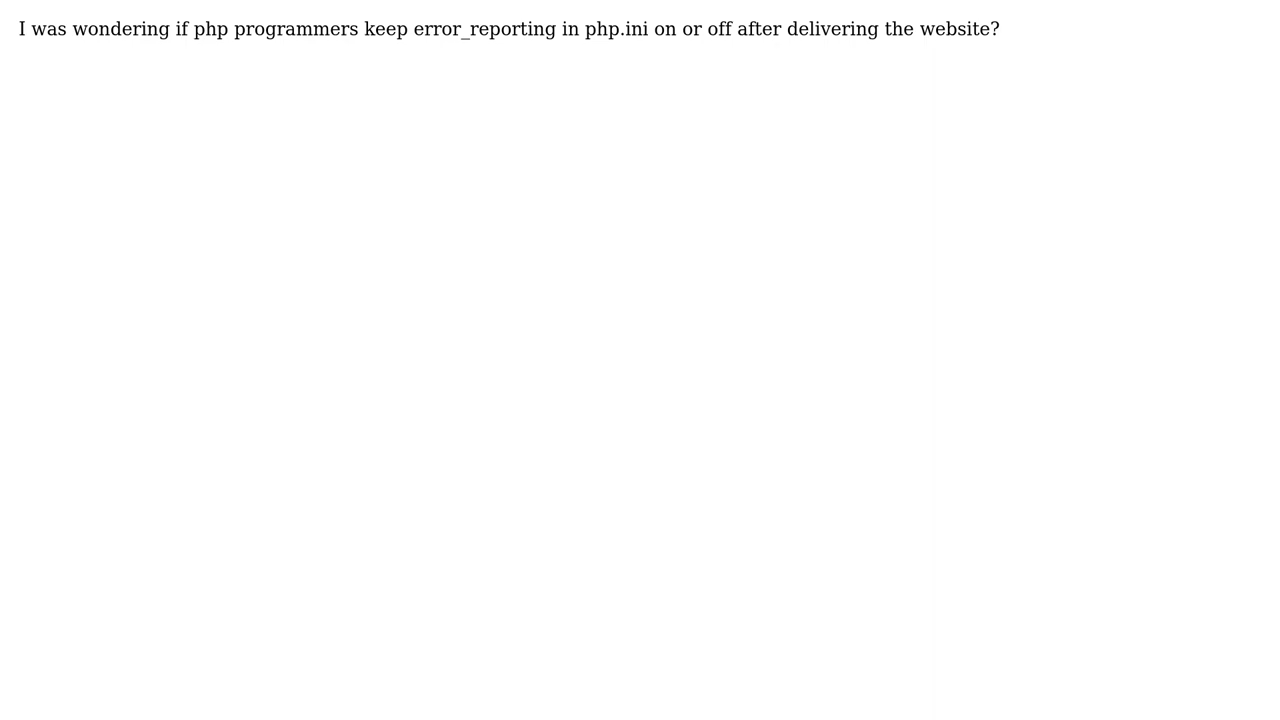 I was wondering if php programmers keep error_reporting in php.ini on or off after delivering the website?